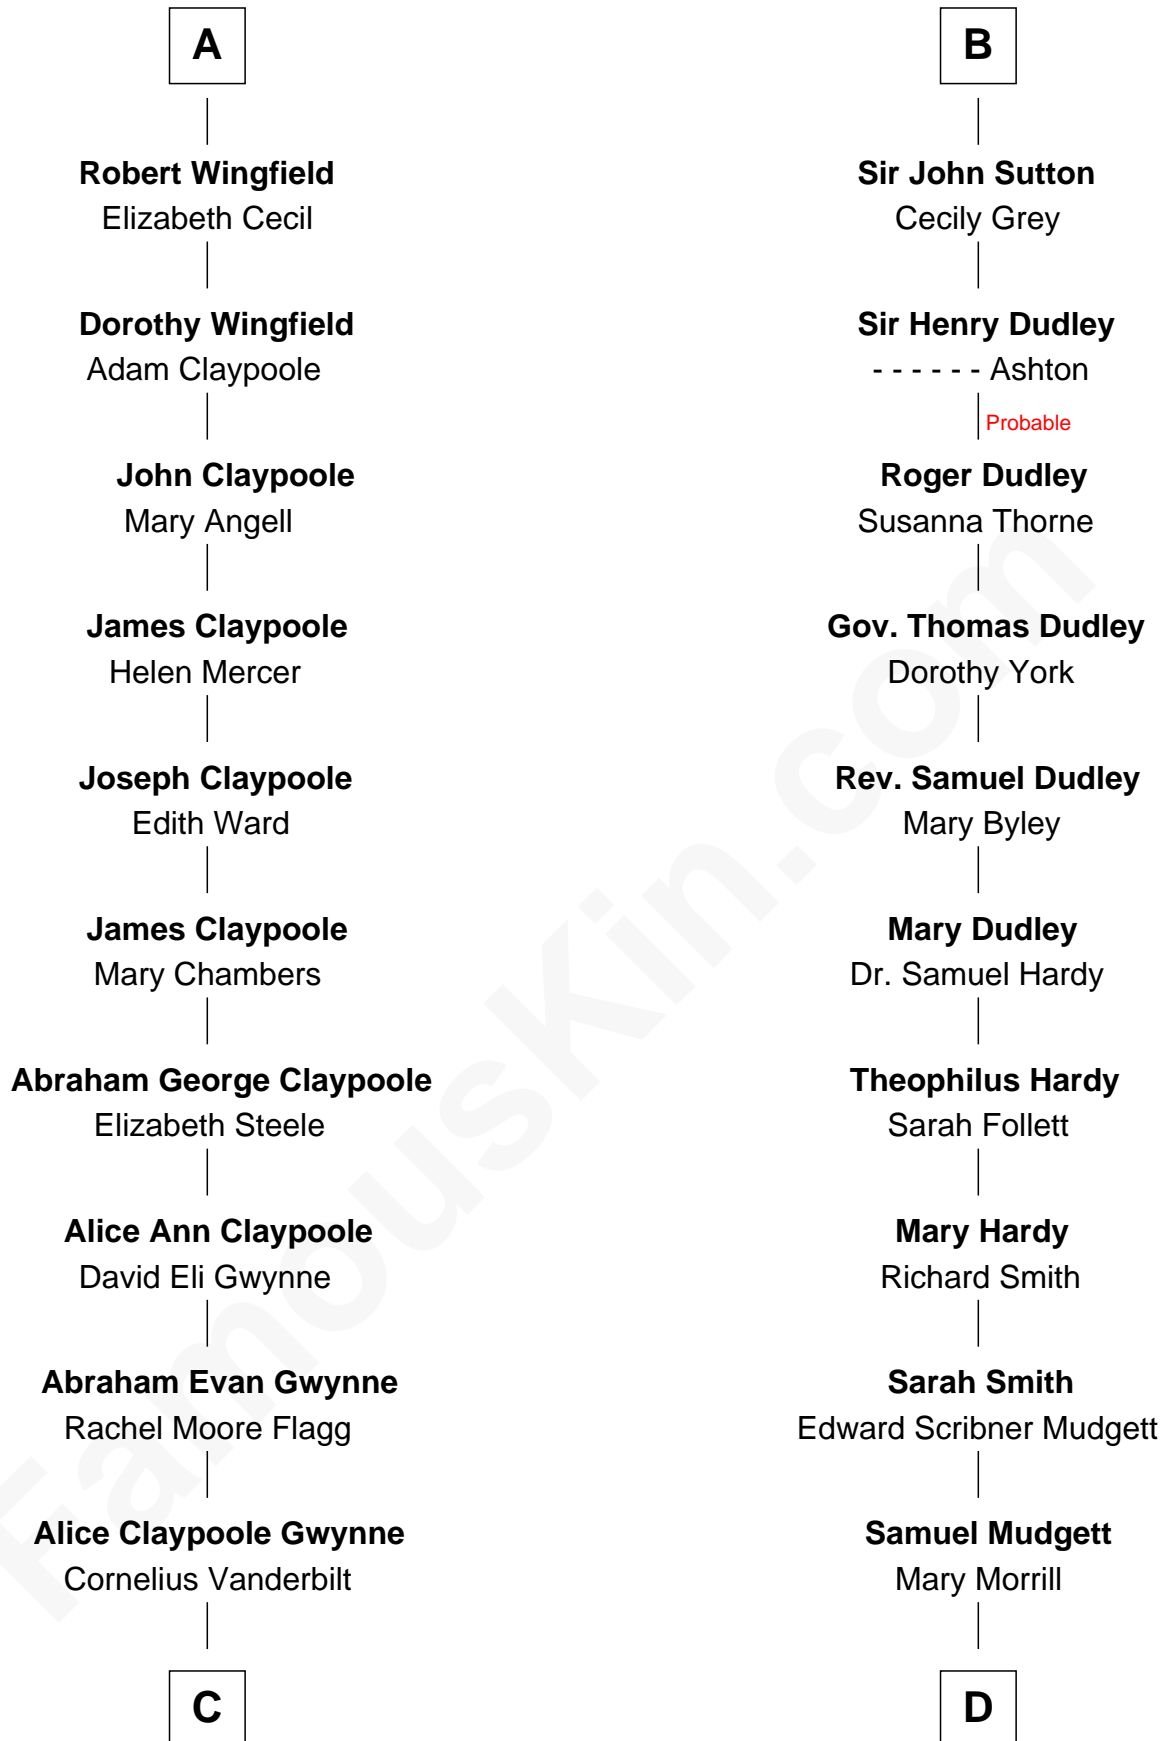 A
Robert Wingfield
Elizabeth Cecil
Dorothy Wingfield
Adam Claypoole
John Claypoole
Mary Angell
James Claypoole
Helen Mercer
Joseph Claypoole
Edith Ward
James Claypoole
Mary Chambers
Abraham George Claypoole
Elizabeth Steele
Alice Ann Claypoole
David Eli Gwynne
Abraham Evan Gwynne
Rachel Moore Flagg
Alice Claypoole Gwynne
Cornelius Vanderbilt
C
B
Sir John Sutton
Cecily Grey
Sir Henry Dudley
- - - - - - Ashton
Probable
Roger Dudley
Susanna Thorne
Gov. Thomas Dudley
Dorothy York
Rev. Samuel Dudley
Mary Byley
Mary Dudley
Dr. Samuel Hardy
Theophilus Hardy
Sarah Follett
Mary Hardy
Richard Smith
Sarah Smith
Edward Scribner Mudgett
Samuel Mudgett
Mary Morrill
D
FamousKin.com